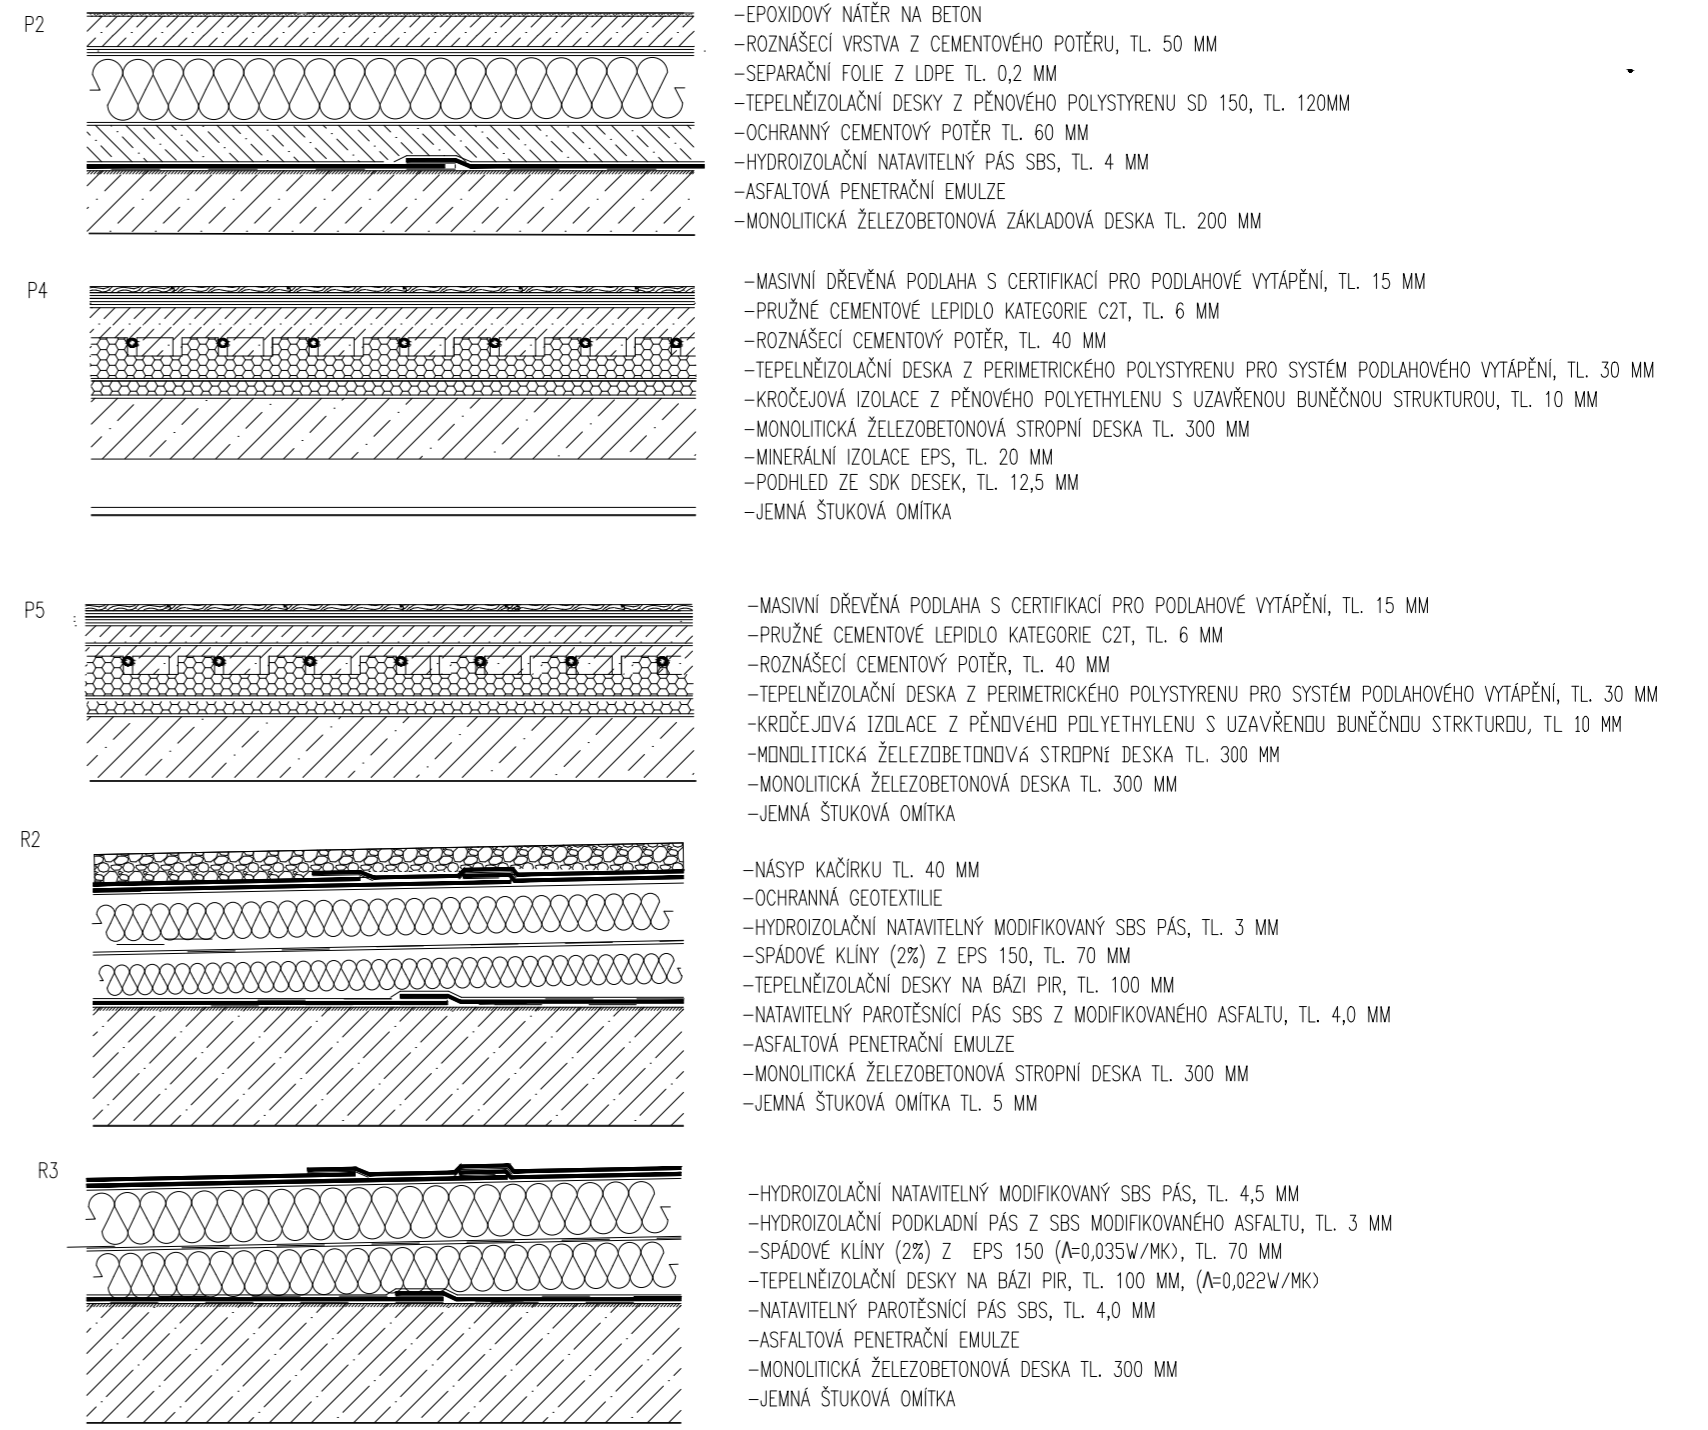 P2
-EPOXIDOVÝ NÁTĚR NA BETON
-ROZNÁŠECÍ VRSTVA Z CEMENTOVÉHO POTĚRU, TL. 50 MM
-SEPARAČNÍ FOLIE Z LDPE TL. 0,2 MM
-TEPELNĚIZOLAČNÍ DESKY Z PĚNOVÉHO POLYSTYRENU SD 150, TL. 120MM
-OCHRANNÝ CEMENTOVÝ POTĚR TL. 60 MM
-HYDROIZOLAČNÍ NATAVITELNÝ PÁS SBS, TL. 4 MM
-ASFALTOVÁ PENETRAČNÍ EMULZE
-MONOLITICKÁ ŽELEZOBETONOVÁ ZÁKLADOVÁ DESKA TL. 200 MM
P4
-MASIVNÍ DŘEVĚNÁ PODLAHA S CERTIFIKACÍ PRO PODLAHOVÉ VYTÁPĚNÍ, TL. 15 MM
-PRUŽNÉ CEMENTOVÉ LEPIDLO KATEGORIE C2T, TL. 6 MM
-ROZNÁŠECÍ CEMENTOVÝ POTĚR, TL. 40 MM
-TEPELNĚIZOLAČNÍ DESKA Z PERIMETRICKÉHO POLYSTYRENU PRO SYSTÉM PODLAHOVÉHO VYTÁPĚNÍ, TL. 30 MM
-KROČEJOVÁ IZOLACE Z PĚNOVÉHO POLYETHYLENU S UZAVŘENOU BUNĚČNOU STRUKTUROU, TL. 10 MM
-MONOLITICKÁ ŽELEZOBETONOVÁ STROPNÍ DESKA TL. 300 MM
-MINERÁLNÍ IZOLACE EPS, TL. 20 MM
-PODHLED ZE SDK DESEK, TL. 12,5 MM
-JEMNÁ ŠTUKOVÁ OMÍTKA
P5
-MASIVNÍ DŘEVĚNÁ PODLAHA S CERTIFIKACÍ PRO PODLAHOVÉ VYTÁPĚNÍ, TL. 15 MM
-PRUŽNÉ CEMENTOVÉ LEPIDLO KATEGORIE C2T, TL. 6 MM
-ROZNÁŠECÍ CEMENTOVÝ POTĚR, TL. 40 MM
-TEPELNĚIZOLAČNÍ DESKA Z PERIMETRICKÉHO POLYSTYRENU PRO SYSTÉM PODLAHOVÉHO VYTÁPĚNÍ, TL. 30 MM
-KROČEJOVá IZOLACE Z PĚNOVéHO POLYETHYLENU S UZAVŘENOU BUNĚČNOU STRKTUROU, TL 10 MM
-MONOLITICKá ŽELEZOBETONOVá STROPNí DESKA TL. 300 MM
-MONOLITICKÁ ŽELEZOBETONOVÁ DESKA TL. 300 MM
-JEMNÁ ŠTUKOVÁ OMÍTKA
R2
-NÁSYP KAČÍRKU TL. 40 MM
-OCHRANNÁ GEOTEXTILIE
-HYDROIZOLAČNÍ NATAVITELNÝ MODIFIKOVANÝ SBS PÁS, TL. 3 MM
-SPÁDOVÉ KLÍNY (2%) Z EPS 150, TL. 70 MM
-TEPELNĚIZOLAČNÍ DESKY NA BÁZI PIR, TL. 100 MM
-NATAVITELNÝ PAROTĚSNÍCÍ PÁS SBS Z MODIFIKOVANÉHO ASFALTU, TL. 4,0 MM
-ASFALTOVÁ PENETRAČNÍ EMULZE
-MONOLITICKÁ ŽELEZOBETONOVÁ STROPNÍ DESKA TL. 300 MM
-JEMNÁ ŠTUKOVÁ OMÍTKA TL. 5 MM
R3
-HYDROIZOLAČNÍ NATAVITELNÝ MODIFIKOVANÝ SBS PÁS, TL. 4,5 MM
-HYDROIZOLAČNÍ PODKLADNÍ PÁS Z SBS MODIFIKOVANÉHO ASFALTU, TL. 3 MM
-SPÁDOVÉ KLÍNY (2%) Z EPS 150 (Λ=0,035W/MK), TL. 70 MM
-TEPELNĚIZOLAČNÍ DESKY NA BÁZI PIR, TL. 100 MM, (Λ=0,022W/MK)
-NATAVITELNÝ PAROTĚSNÍCÍ PÁS SBS, TL. 4,0 MM
-ASFALTOVÁ PENETRAČNÍ EMULZE
-MONOLITICKÁ ŽELEZOBETONOVÁ DESKA TL. 300 MM
-JEMNÁ ŠTUKOVÁ OMÍTKA